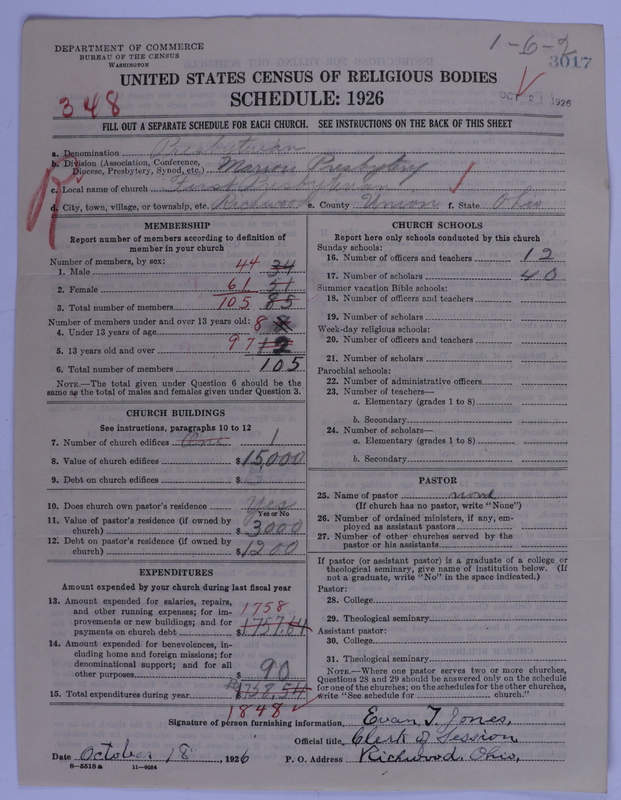 1-6-2
3017
DEPARTMENT OF COMMERCE
BUREAU OF THE CENSUS
WASHINGTON
UNITED STATES CENSUS OF RELIGIOUS BODIES
SCHEDULE: 1926
OCT 21 1926
348
FILL OUT A SEPARATE SCHEDULE FOR EACH CHURCH. SEE INSTRUCTIONS ON THE BACK OF THIS SHEET
a. Denomination Presbyterian
b. Division (Association, Conference, Diocese, Presbytery, Synod, etc.) Marion Presbytery
c. Local name of church First Presbyterian
d. City, town, village, or township, etc. Richwood e. County Union f. State Ohio
MEMBERSHIP
Report number of members according to definition of
member in your church
Number of members, by sex:
1. Male 44 34
2. Female 61 51
3. Total number of members 105 85
Number of members under and over 13 years old:
4. Under 13 years of age 8
5. 13 years old and over 97 12
6. Total number of members 105
NOTE.—The total given under Question 6 should be the
same as the total of males and females given under Question 3.
CHURCH BUILDINGS
See instructions, paragraphs 10 to 12
7. Number of church edifices One 1
8. Value of church edifices $15,000
9. Debt on church edifices $
10. Does church own pastor's residence Yes
Yes or No
11. Value of pastor's residence (if owned by
church) $3000
12. Debt on pastor's residence (if owned by
church) $1200
EXPENDITURES
Amount expended by your church during last fiscal year
13. Amount expended for salaries, repairs,
and other running expenses; for im-
provements or new buildings; and for
payments on church debt 1758 $1757.64
14. Amount expended for benevolences, in-
cluding home and foreign missions; for
denominational support; and for all
other purposes $90
15. Total expenditures during year $1758.54
1848
CHURCH SCHOOLS
Report here only schools conducted by this church
Sunday schools:
16. Number of officers and teachers 12
17. Number of scholars 40
Summer vacation Bible schools:
18. Number of officers and teachers
19. Number of scholars
Week-day religious schools:
20. Number of officers and teachers
21. Number of scholars
Parochial schools:
22. Number of administrative officers
23. Number of teachers—
a. Elementary (grades 1 to 8)
b. Secondary
24. Number of scholars—
a. Elementary (grades 1 to 8)
b. Secondary
PASTOR
25. Name of pastor none
(If church has no pastor, write "None")
26. Number of ordained ministers, if any, em-
ployed as assistant pastors
27. Number of other churches served by the
pastor or his assistants
If pastor (or assistant pastor) is a graduate of a college or
theological seminary, give name of institution below. (If
not a graduate, write "No" in the space indicated.)
Pastor:
28. College
29. Theological seminary
Assistant pastor:
30. College
31. Theological seminary
NOTE.—Where one pastor serves two or more churches,
Questions 28 and 29 should be answered only on the schedule
for one of the churches; on the schedules for the other churches,
write "See schedule for church."
Signature of person furnishing information, Evan T. Jones,
Official title, Clerk of Session
Date October 18, 1926 P. O. Address Richwood, Ohio,
8-5518 a 11-9054